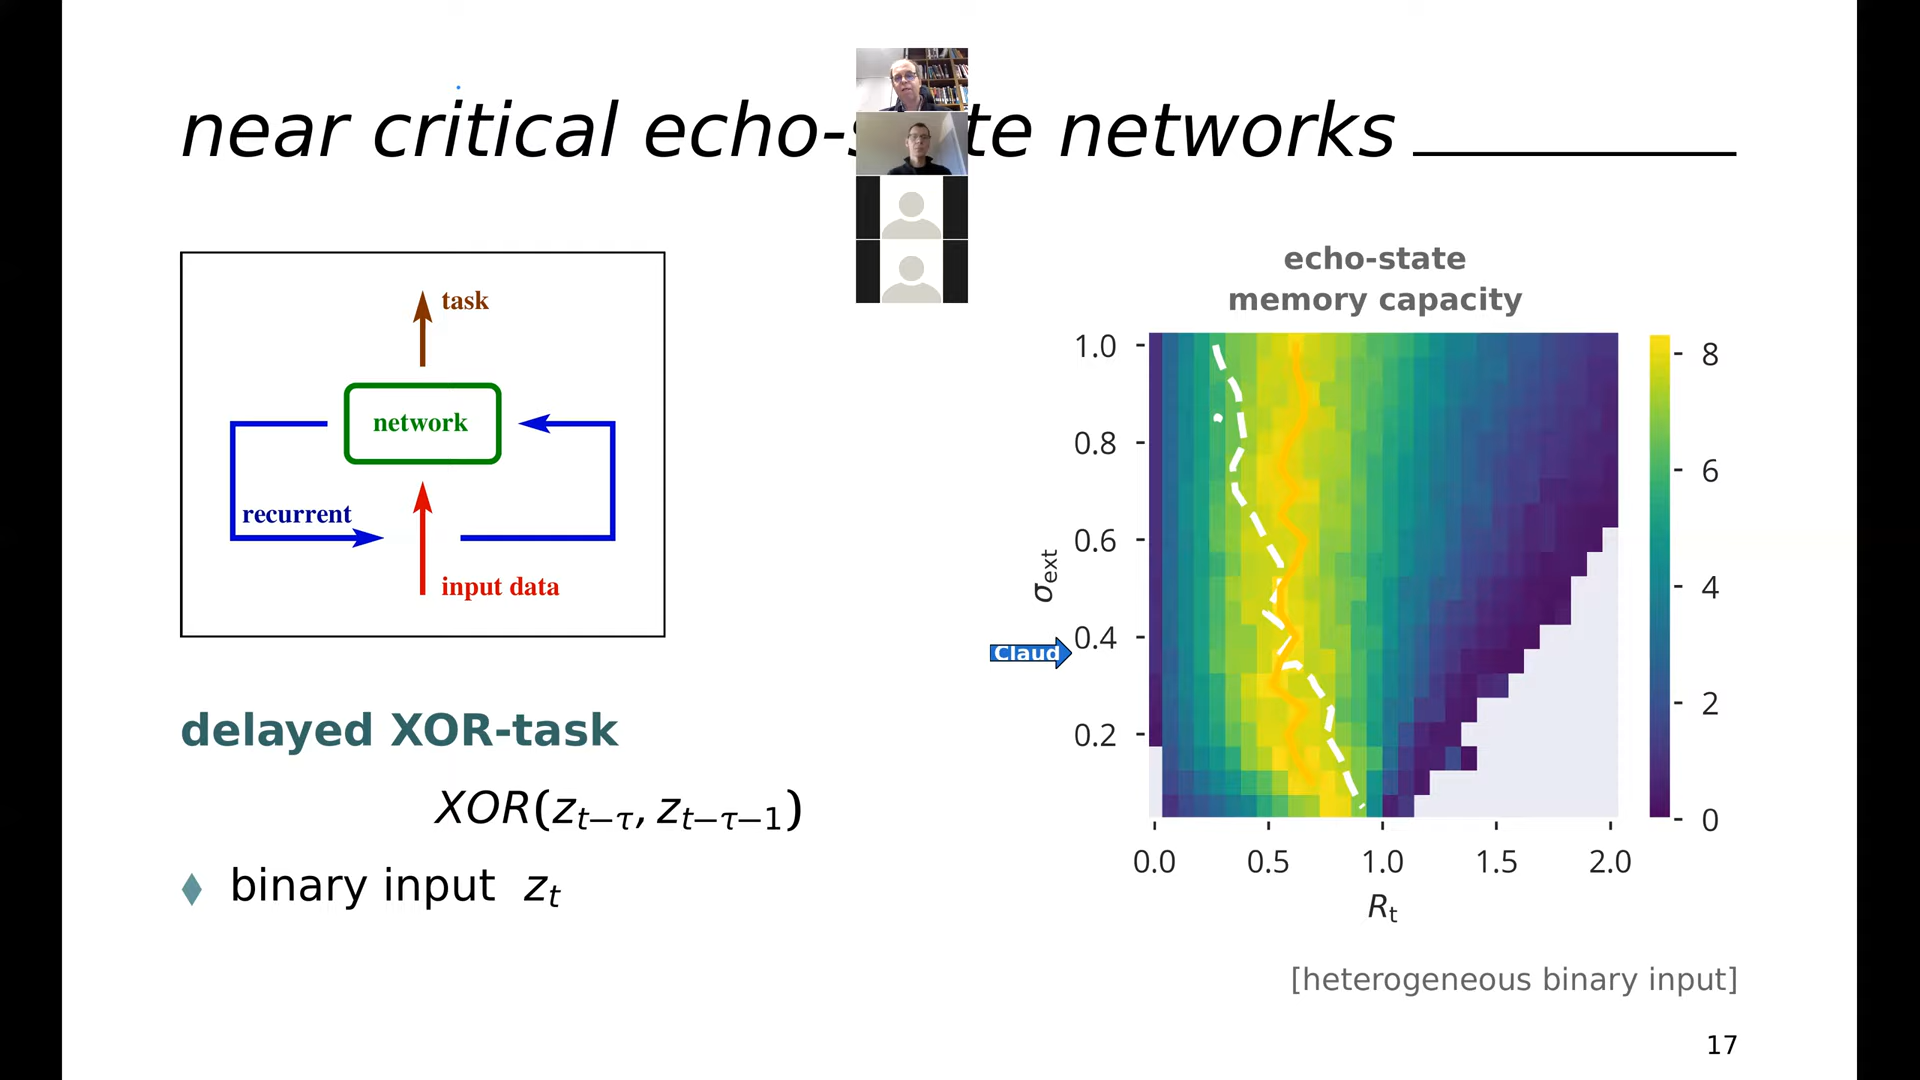 near critical echo-state networks
task
network
recurrent
input data
delayed XOR-task
XOR(z_{t−τ}, z_{t−τ−1})
binary input z_t
echo-state
memory capacity
1.0
0.8
0.6
0.4
0.2
σ_ext
Claud
0.0 0.5 1.0 1.5 2.0
R_t
8
6
4
2
0
[heterogeneous binary input]
17